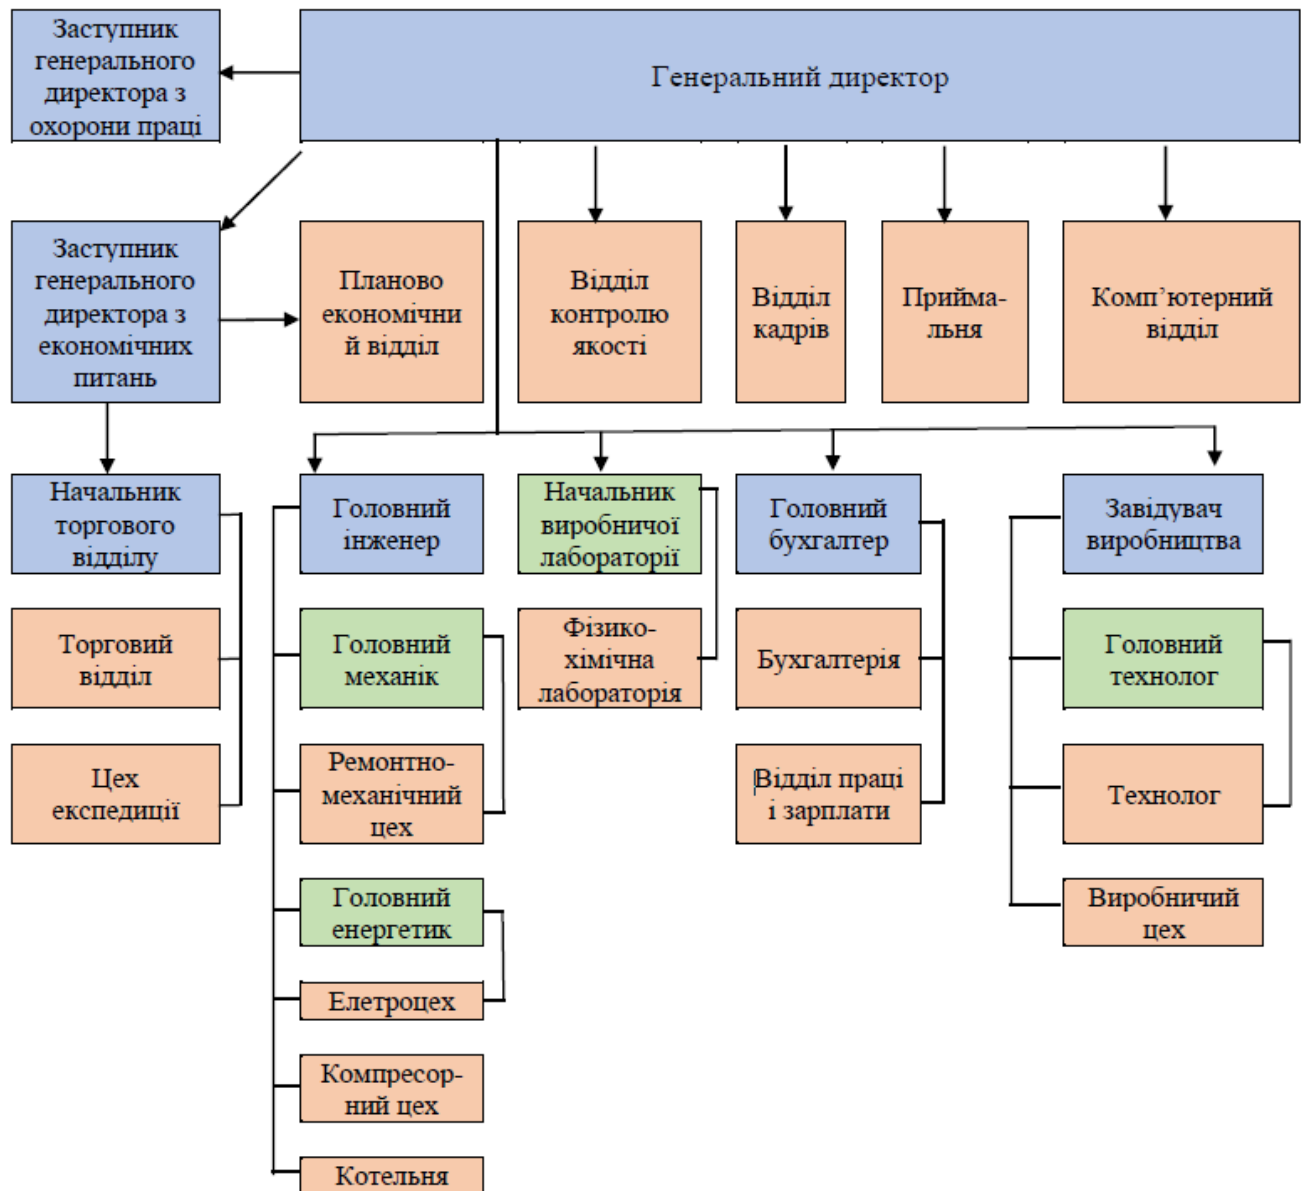 Заступник
генерального
директора з
охорони праці
Генеральний директор
Заступник
генерального
директора з
економічних
питань
Планово
економічни
й відділ
Відділ
контролю
якості
Відділ
кадрів
Прийма-
льня
Комп’ютерний
відділ
Начальник
торгового
відділу
Головний
інженер
Начальник
виробничої
лабораторії
Головний
бухгалтер
Завідувач
виробництва
Торговий
відділ
Головний
механік
Фізико-
хімічна
лабораторія
Бухгалтерія
Головний
технолог
Цех
експедиції
Ремонтно-
механічний
цех
Відділ праці
і зарплати
Технолог
Головний
енергетик
Виробничий
цех
Елетроцех
Компресор-
ний цех
Котельня